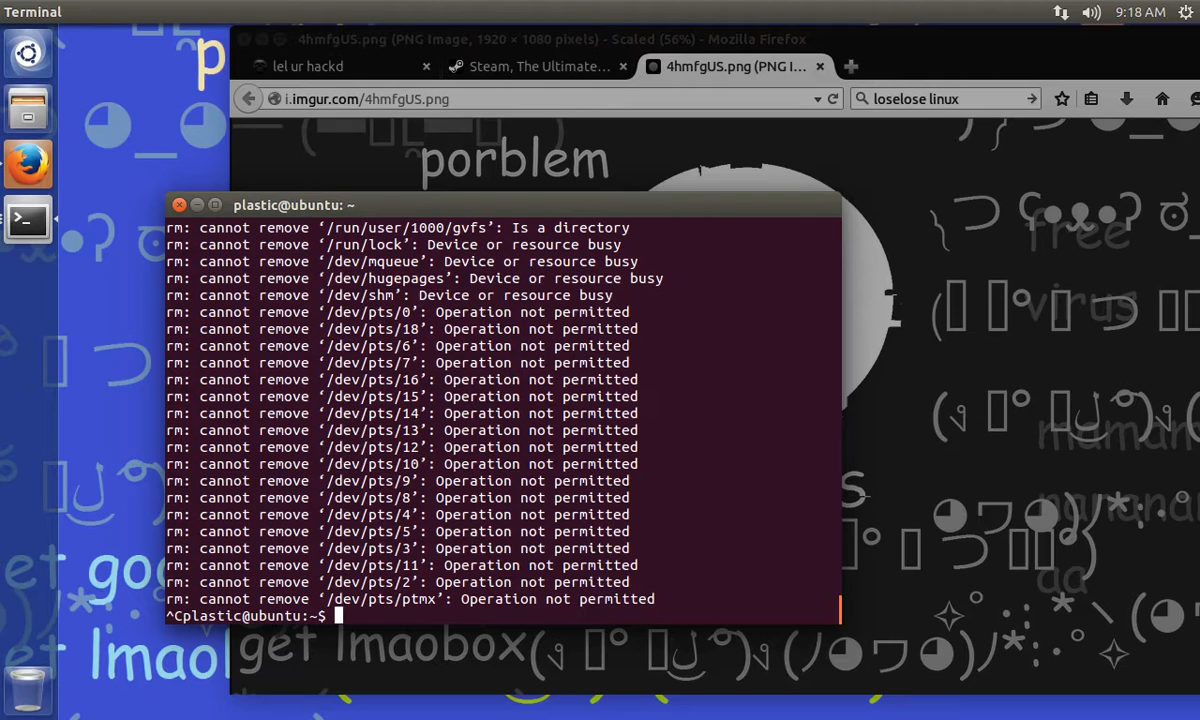 Terminal
9:18 AM
4hmfgUS.png (PNG Image, 1920 × 1080 pixels) - Scaled (56%) - Mozilla Firefox
lel ur hackd
Steam, The Ultimate...
4hmfgUS.png (PNG I...
i.imgur.com/4hmfgUS.png
loselose linux
p
porblem
free
virus
plastic@ubuntu: ~
rm: cannot remove ‘/run/user/1000/gvfs’: Is a directory
rm: cannot remove ‘/run/lock’: Device or resource busy
rm: cannot remove ‘/dev/mqueue’: Device or resource busy
rm: cannot remove ‘/dev/hugepages’: Device or resource busy
rm: cannot remove ‘/dev/shm’: Device or resource busy
rm: cannot remove ‘/dev/pts/0’: Operation not permitted
rm: cannot remove ‘/dev/pts/18’: Operation not permitted
rm: cannot remove ‘/dev/pts/6’: Operation not permitted
rm: cannot remove ‘/dev/pts/7’: Operation not permitted
rm: cannot remove ‘/dev/pts/16’: Operation not permitted
rm: cannot remove ‘/dev/pts/15’: Operation not permitted
rm: cannot remove ‘/dev/pts/14’: Operation not permitted
rm: cannot remove ‘/dev/pts/13’: Operation not permitted
rm: cannot remove ‘/dev/pts/12’: Operation not permitted
rm: cannot remove ‘/dev/pts/10’: Operation not permitted
rm: cannot remove ‘/dev/pts/9’: Operation not permitted
rm: cannot remove ‘/dev/pts/8’: Operation not permitted
rm: cannot remove ‘/dev/pts/4’: Operation not permitted
rm: cannot remove ‘/dev/pts/5’: Operation not permitted
rm: cannot remove ‘/dev/pts/3’: Operation not permitted
rm: cannot remove ‘/dev/pts/11’: Operation not permitted
rm: cannot remove ‘/dev/pts/2’: Operation not permitted
rm: cannot remove ‘/dev/pts/ptmx’: Operation not permitted
^Cplastic@ubuntu:~$
get lmaobox